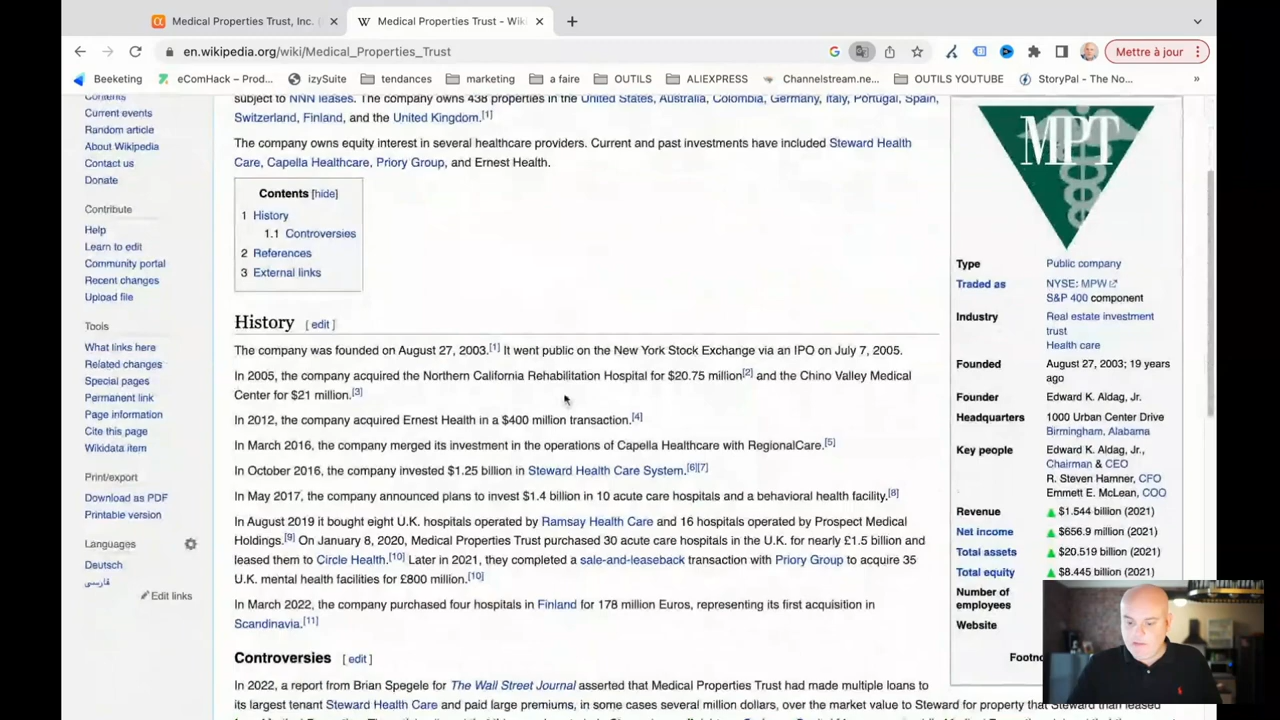 Medical Properties Trust, Inc. (
Medical Properties Trust - Wiki
en.wikipedia.org/wiki/Medical_Properties_Trust
Mettre à jour
Beeketing
eComHack – Prod...
izySuite
tendances
marketing
a faire
OUTILS
ALIEXPRESS
Channelstream.ne...
OUTILS YOUTUBE
StoryPal - The No...
»
Contents
Current events
Random article
About Wikipedia
Contact us
Donate
Contribute
Help
Learn to edit
Community portal
Recent changes
Upload file
Tools
What links here
Related changes
Special pages
Permanent link
Page information
Cite this page
Wikidata item
Print/export
Download as PDF
Printable version
Languages
Deutsch
فارسی
Edit links
subject to NNN leases. The company owns 438 properties in the United States, Australia, Colombia, Germany, Italy, Portugal, Spain,
Switzerland, Finland, and the United Kingdom.[1]
The company owns equity interest in several healthcare providers. Current and past investments have included Steward Health
Care, Capella Healthcare, Priory Group, and Ernest Health.
Contents [hide]
1 History
1.1 Controversies
2 References
3 External links
History [ edit ]
The company was founded on August 27, 2003.[1] It went public on the New York Stock Exchange via an IPO on July 7, 2005.
In 2005, the company acquired the Northern California Rehabilitation Hospital for $20.75 million[2] and the Chino Valley Medical
Center for $21 million.[3]
In 2012, the company acquired Ernest Health in a $400 million transaction.[4]
In March 2016, the company merged its investment in the operations of Capella Healthcare with RegionalCare.[5]
In October 2016, the company invested $1.25 billion in Steward Health Care System.[6][7]
In May 2017, the company announced plans to invest $1.4 billion in 10 acute care hospitals and a behavioral health facility.[8]
In August 2019 it bought eight U.K. hospitals operated by Ramsay Health Care and 16 hospitals operated by Prospect Medical
Holdings.[9] On January 8, 2020, Medical Properties Trust purchased 30 acute care hospitals in the U.K. for nearly £1.5 billion and
leased them to Circle Health.[10] Later in 2021, they completed a sale-and-leaseback transaction with Priory Group to acquire 35
U.K. mental health facilities for £800 million.[10]
In March 2022, the company purchased four hospitals in Finland for 178 million Euros, representing its first acquisition in
Scandinavia.[11]
Controversies [ edit ]
In 2022, a report from Brian Spegele for The Wall Street Journal asserted that Medical Properties Trust had made multiple loans to
its largest tenant Steward Health Care and paid large premiums, in some cases several million dollars, over the market value to Steward for property that Steward than leased
MPT
Type Public company
Traded as NYSE: MPW
S&P 400 component
Industry Real estate investment
trust
Health care
Founded August 27, 2003; 19 years
ago
Founder Edward K. Aldag, Jr.
Headquarters 1000 Urban Center Drive
Birmingham, Alabama
Key people Edward K. Aldag, Jr.,
Chairman & CEO
R. Steven Hamner, CFO
Emmett E. McLean, COO
Revenue $1.544 billion (2021)
Net income $656.9 million (2021)
Total assets $20.519 billion (2021)
Total equity $8.445 billion (2021)
Number of
employees
Website
Footno